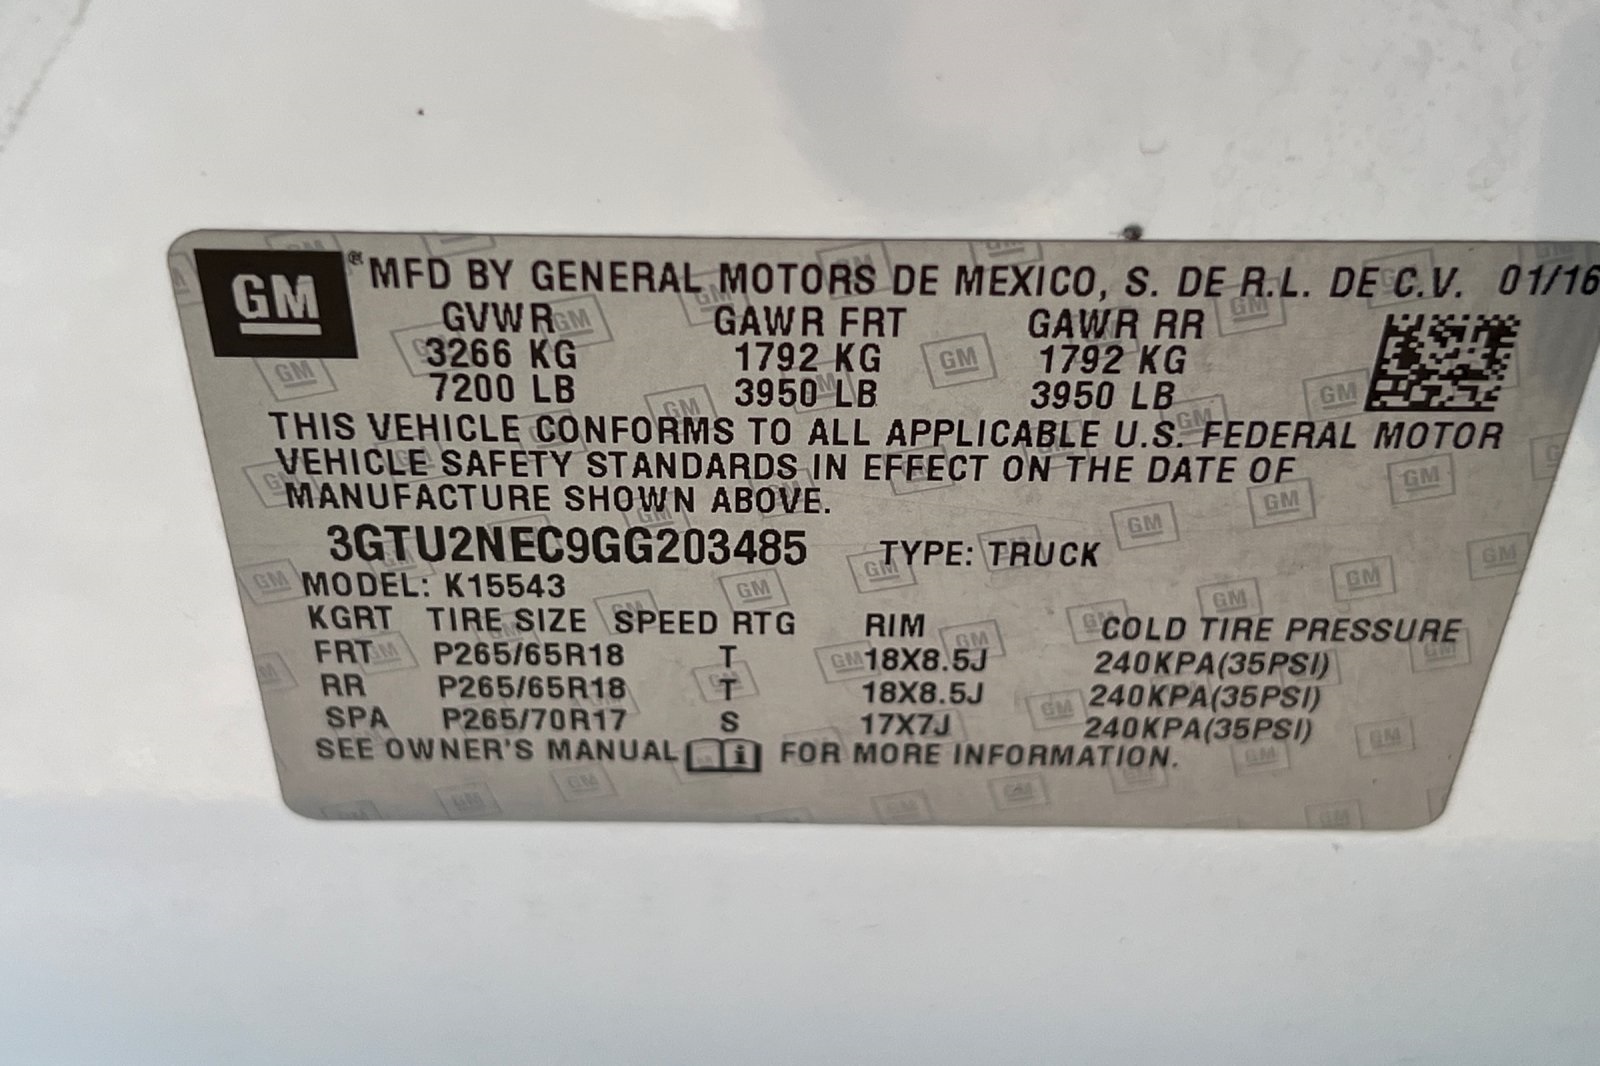 GM ® MFD BY GENERAL MOTORS DE MEXICO, S. DE R.L. DE C.V. 01/16
GVWR GAWR FRT GAWR RR
3266 KG 1792 KG 1792 KG
7200 LB 3950 LB 3950 LB
THIS VEHICLE CONFORMS TO ALL APPLICABLE U.S. FEDERAL MOTOR
VEHICLE SAFETY STANDARDS IN EFFECT ON THE DATE OF
MANUFACTURE SHOWN ABOVE.
3GTU2NEC9GG203485 TYPE: TRUCK
MODEL: K15543
KGRT TIRE SIZE SPEED RTG RIM COLD TIRE PRESSURE
FRT P265/65R18 T 18X8.5J 240KPA(35PSI)
RR P265/65R18 T 18X8.5J 240KPA(35PSI)
SPA P265/70R17 S 17X7J 240KPA(35PSI)
SEE OWNER'S MANUAL i FOR MORE INFORMATION.